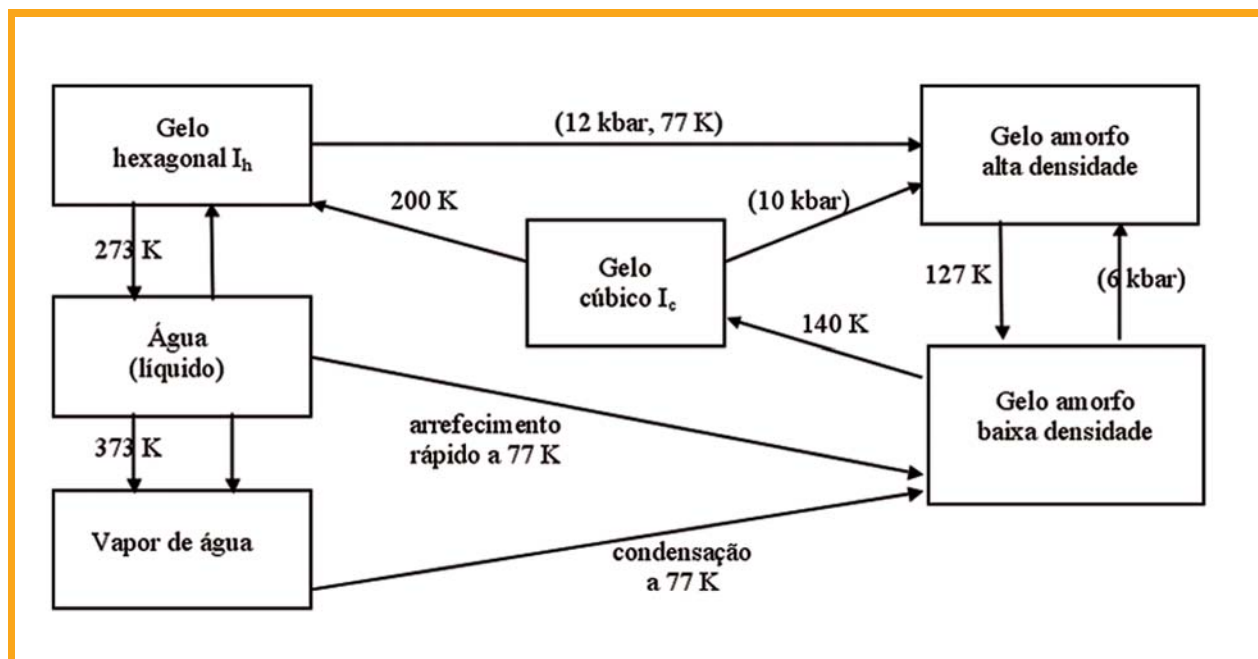 Gelo
hexagonal Iₕ
(12 kbar, 77 K)
Gelo amorfo
alta densidade
200 K
(10 kbar)
273 K
Gelo
cúbico I꜀
127 K
(6 kbar)
140 K
Água
(líquido)
Gelo amorfo
baixa densidade
373 K
arrefecimento
rápido a 77 K
Vapor de água
condensação
a 77 K